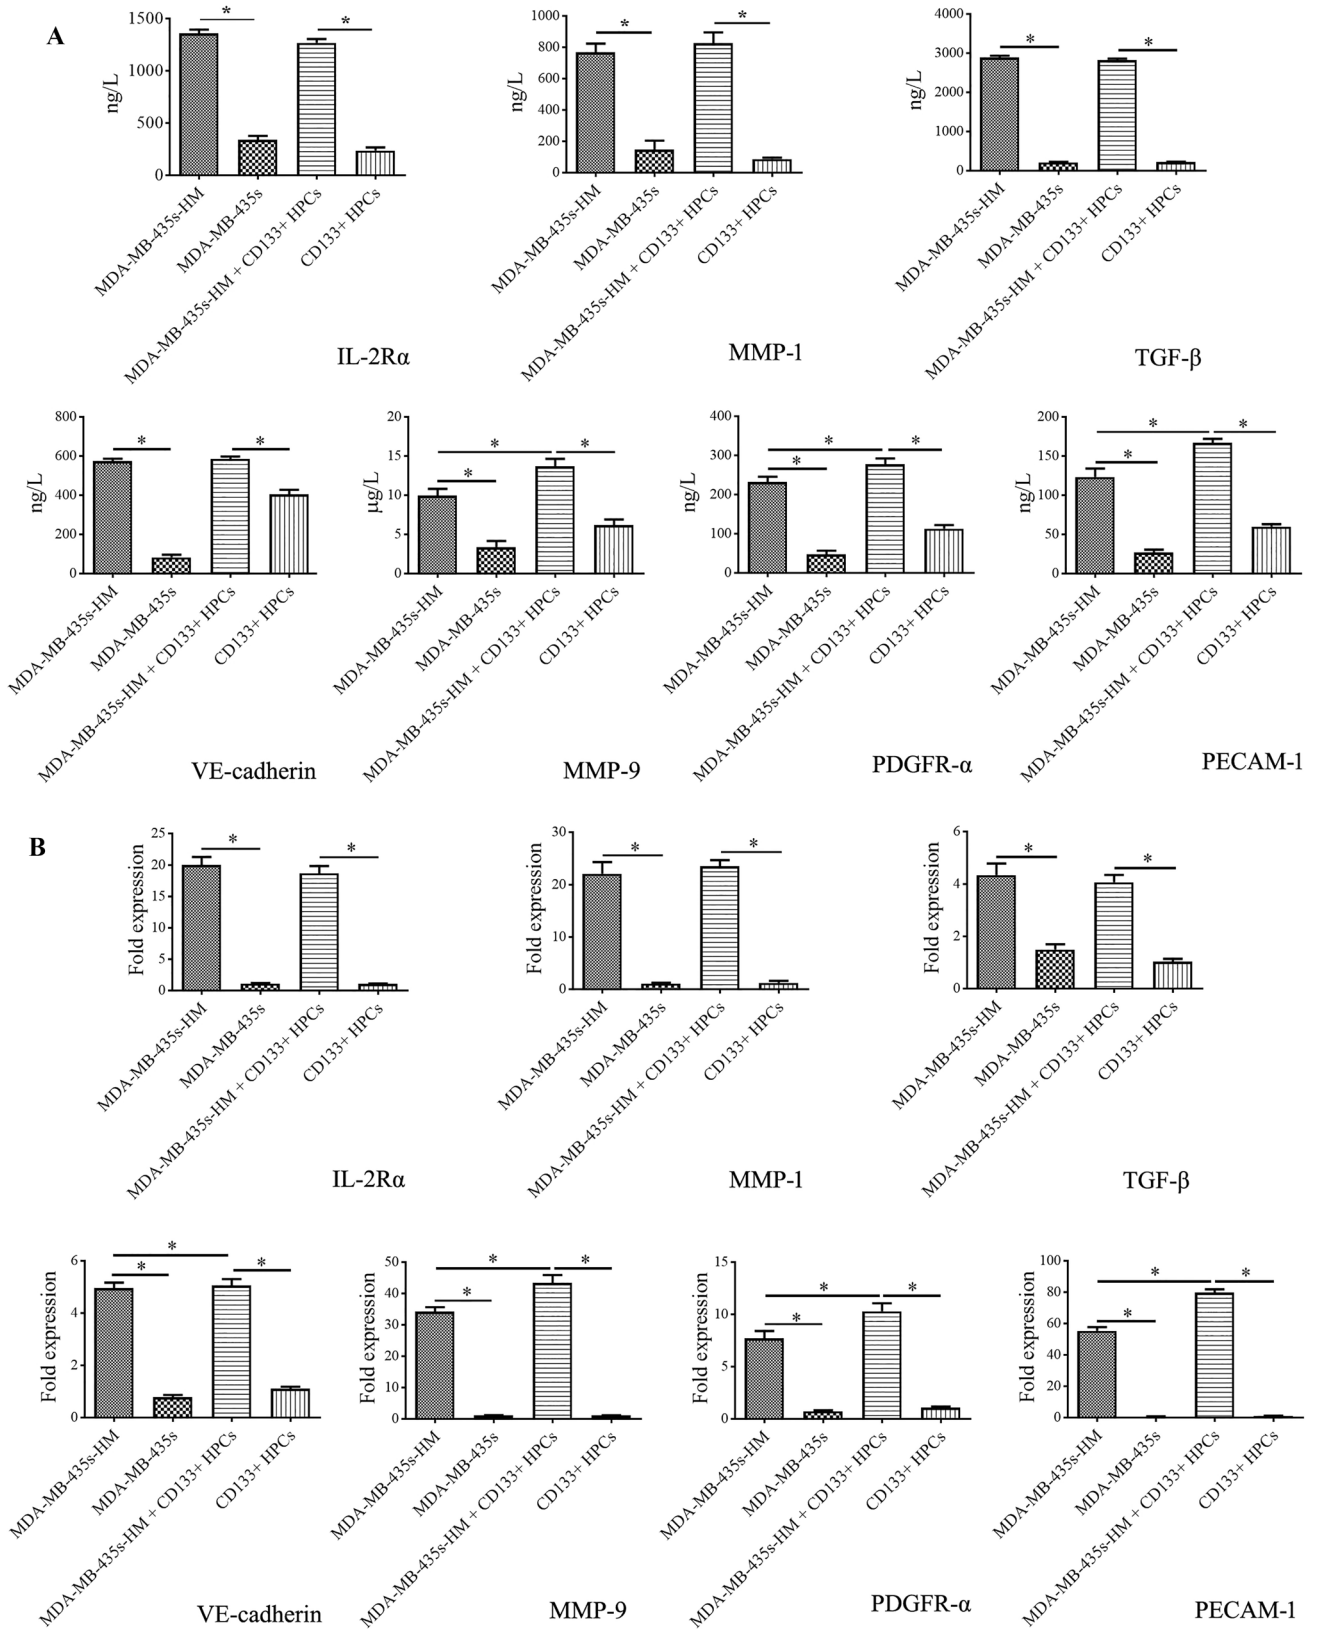 A
1500
1000
500
0
ng/L
*
*
MDA-MB-435s-HM
MDA-MB-435s
MDA-MB-435s-HM + CD133+ HPCs
CD133+ HPCs
IL-2Rα
1000
800
600
400
200
0
ng/L
*
*
MDA-MB-435s-HM
MDA-MB-435s
MDA-MB-435s-HM + CD133+ HPCs
CD133+ HPCs
MMP-1
4000
3000
2000
1000
0
ng/L
*
*
MDA-MB-435s-HM
MDA-MB-435s
MDA-MB-435s-HM + CD133+ HPCs
CD133+ HPCs
TGF-β
800
600
400
200
0
ng/L
*
*
MDA-MB-435s-HM
MDA-MB-435s
MDA-MB-435s-HM + CD133+ HPCs
CD133+ HPCs
VE-cadherin
20
15
10
5
0
μg/L
*
*
*
MDA-MB-435s-HM
MDA-MB-435s
MDA-MB-435s-HM + CD133+ HPCs
CD133+ HPCs
MMP-9
400
300
200
100
0
ng/L
*
*
*
MDA-MB-435s-HM
MDA-MB-435s
MDA-MB-435s-HM + CD133+ HPCs
CD133+ HPCs
PDGFR-α
200
150
100
50
0
ng/L
*
*
*
MDA-MB-435s-HM
MDA-MB-435s
MDA-MB-435s-HM + CD133+ HPCs
CD133+ HPCs
PECAM-1
B
25
20
15
10
5
0
Fold expression
*
*
MDA-MB-435s-HM
MDA-MB-435s
MDA-MB-435s-HM + CD133+ HPCs
CD133+ HPCs
IL-2Rα
30
20
10
0
Fold expression
*
*
MDA-MB-435s-HM
MDA-MB-435s
MDA-MB-435s-HM + CD133+ HPCs
CD133+ HPCs
MMP-1
6
4
2
0
Fold expression
*
*
MDA-MB-435s-HM
MDA-MB-435s
MDA-MB-435s-HM + CD133+ HPCs
CD133+ HPCs
TGF-β
6
4
2
0
Fold expression
*
*
*
MDA-MB-435s-HM
MDA-MB-435s
MDA-MB-435s-HM + CD133+ HPCs
CD133+ HPCs
VE-cadherin
50
40
30
20
10
0
Fold expression
*
*
*
MDA-MB-435s-HM
MDA-MB-435s
MDA-MB-435s-HM + CD133+ HPCs
CD133+ HPCs
MMP-9
15
10
5
0
Fold expression
*
*
*
MDA-MB-435s-HM
MDA-MB-435s
MDA-MB-435s-HM + CD133+ HPCs
CD133+ HPCs
PDGFR-α
100
80
60
40
20
0
Fold expression
*
*
*
MDA-MB-435s-HM
MDA-MB-435s
MDA-MB-435s-HM + CD133+ HPCs
CD133+ HPCs
PECAM-1